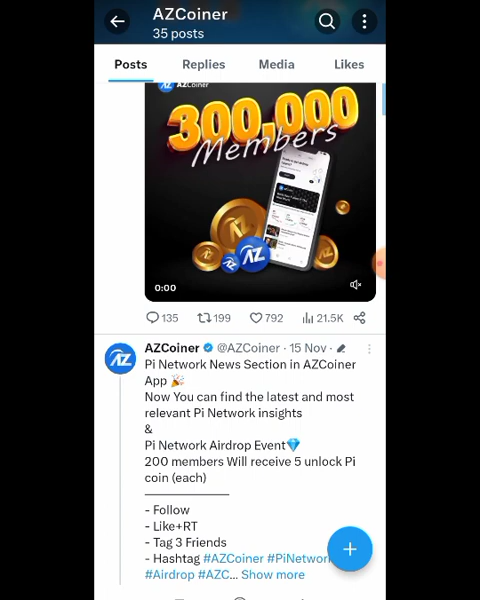 AZCoiner
35 posts
Posts Replies Media Likes
AZCoiner
300,000
Members
0:00
135 199 792 21.5K
AZCoiner @AZCoiner · 15 Nov ·
Pi Network News Section in AZCoiner
App 🎉
Now You can find the latest and most
relevant Pi Network insights
&
Pi Network Airdrop Event💎
200 members Will receive 5 unlock Pi
coin (each)
- Follow
- Like+RT
- Tag 3 Friends
- Hashtag #AZCoiner #PiNetwor
#Airdrop #AZC... Show more